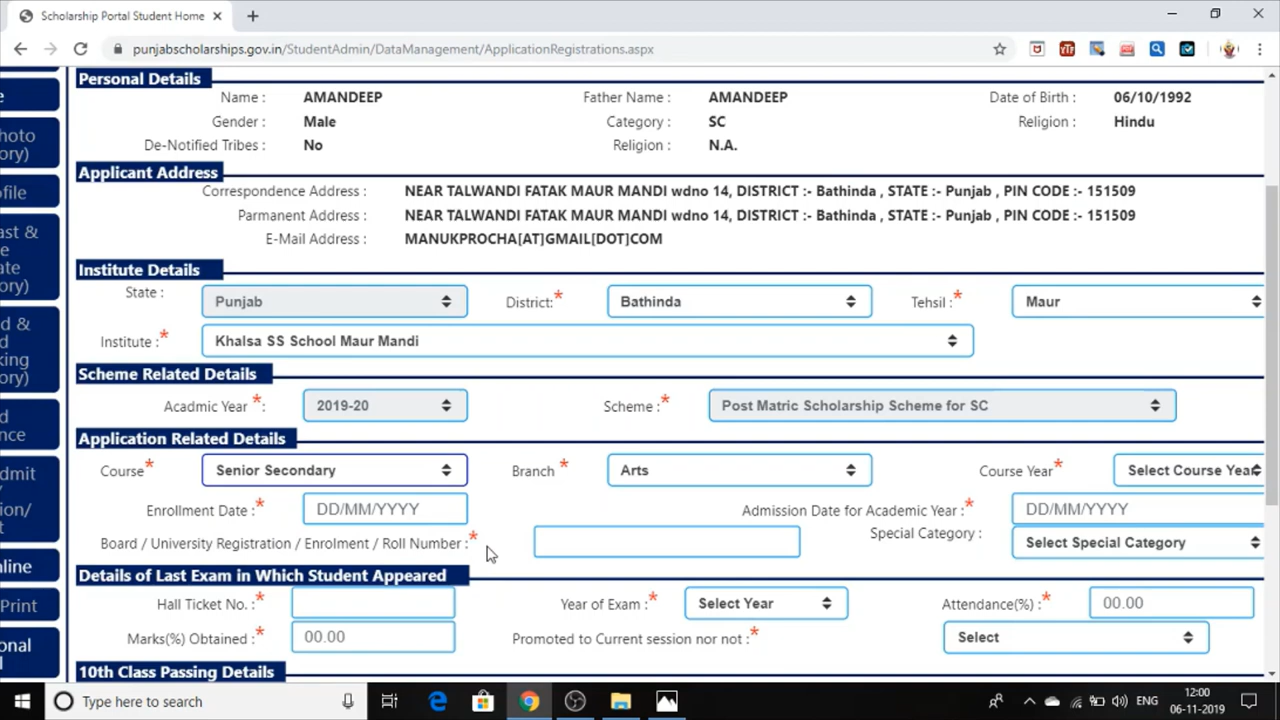 Scholarship Portal Student Home
punjabscholarships.gov.in/StudentAdmin/DataManagement/ApplicationRegistrations.aspx
Personal Details
Name : AMANDEEP Father Name : AMANDEEP Date of Birth : 06/10/1992
Gender : Male Category : SC Religion : Hindu
De-Notified Tribes : No Religion : N.A.
Applicant Address
Correspondence Address : NEAR TALWANDI FATAK MAUR MANDI wdno 14, DISTRICT :- Bathinda , STATE :- Punjab , PIN CODE :- 151509
Parmanent Address : NEAR TALWANDI FATAK MAUR MANDI wdno 14, DISTRICT :- Bathinda , STATE :- Punjab , PIN CODE :- 151509
E-Mail Address : MANUKPROCHA[AT]GMAIL[DOT]COM
Institute Details
State : Punjab District:* Bathinda Tehsil :* Maur
Institute :* Khalsa SS School Maur Mandi
Scheme Related Details
Acadmic Year *: 2019-20 Scheme :* Post Matric Scholarship Scheme for SC
Application Related Details
Course* Senior Secondary Branch * Arts Course Year* Select Course Year
Enrollment Date :* DD/MM/YYYY Admission Date for Academic Year :* DD/MM/YYYY
Board / University Registration / Enrolment / Roll Number :* Special Category : Select Special Category
Details of Last Exam in Which Student Appeared
Hall Ticket No. :* Year of Exam :* Select Year Attendance(%) :* 00.00
Marks(%) Obtained :* 00.00 Promoted to Current session nor not :* Select
10th Class Passing Details
e
hoto
ory)
ofile
ast &
e
ate
ory)
d &
d
king
ory)
d
nce
dmit
/
ion/
t
nline
Print
onal
l
Type here to search
ENG
12:00
06-11-2019